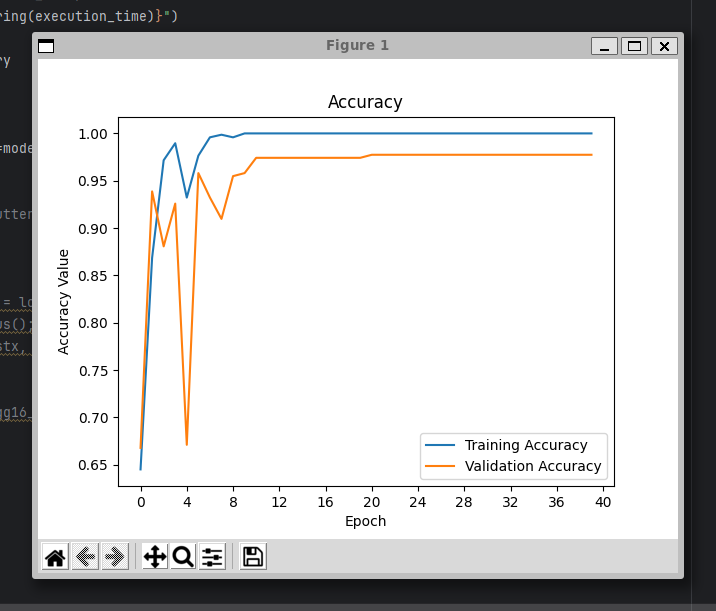 ring(execution_time)}")
Figure 1
ry
Accuracy
1.00
=mode
0.95
utter
0.90
0.85
Accuracy Value
= lo
0.80
us();
stx,
0.75
0.70
gg16_
Training Accuracy
0.65
Validation Accuracy
0 4 8 12 16 20 24 28 32 36 40
Epoch